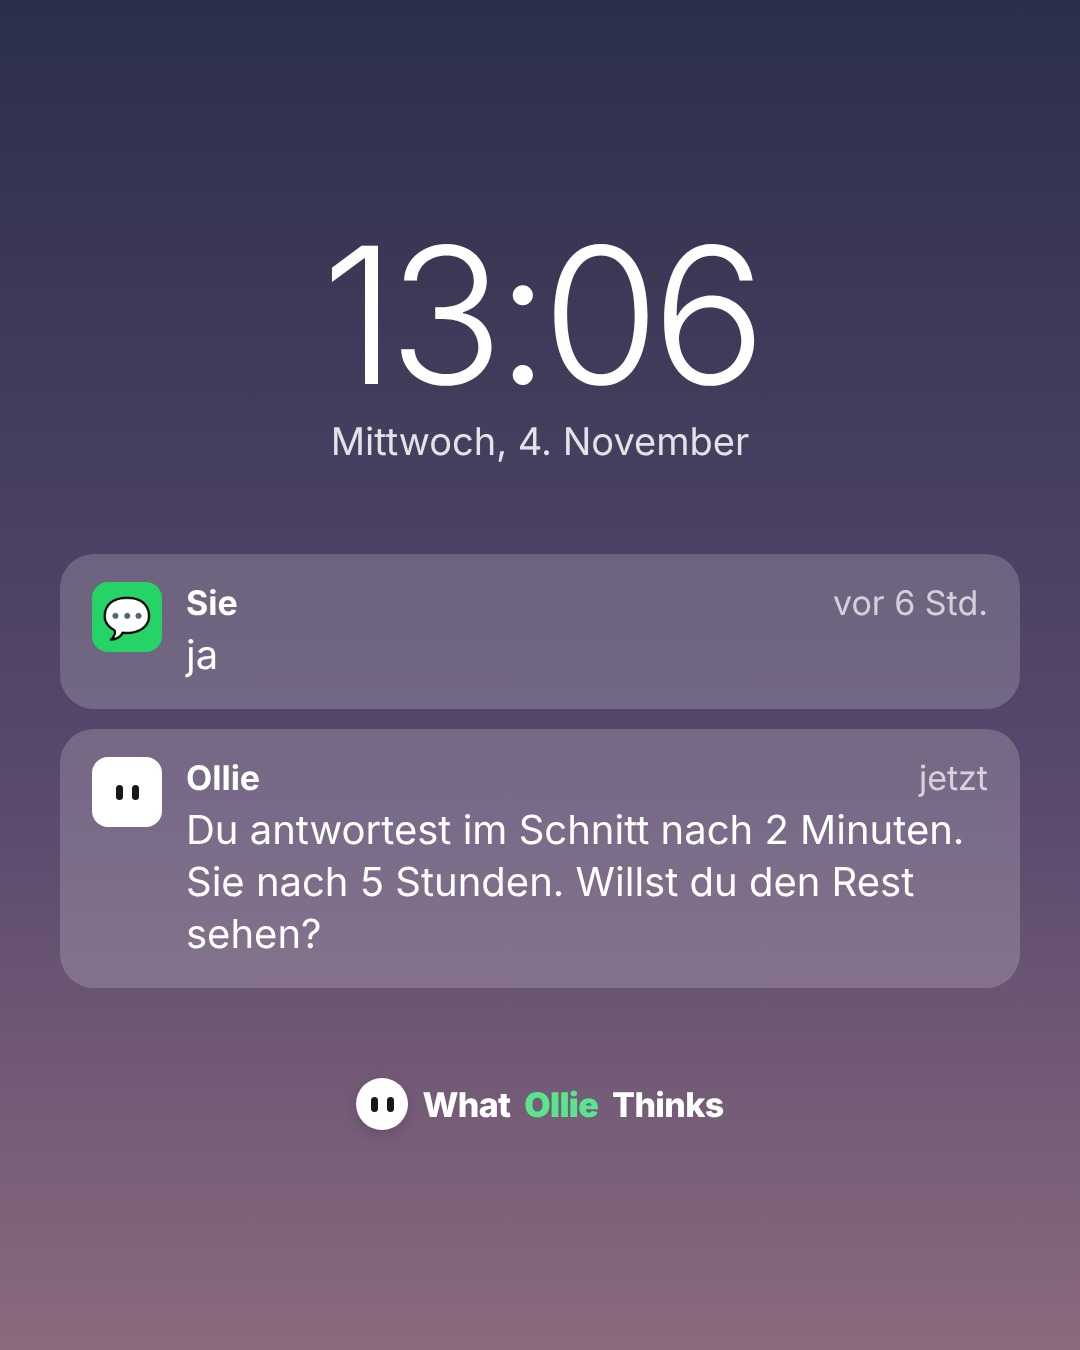 13:06
Mittwoch, 4. November
Sie
vor 6 Std.
ja
Ollie
jetzt
Du antwortest im Schnitt nach 2 Minuten.
Sie nach 5 Stunden. Willst du den Rest
sehen?
What Ollie Thinks